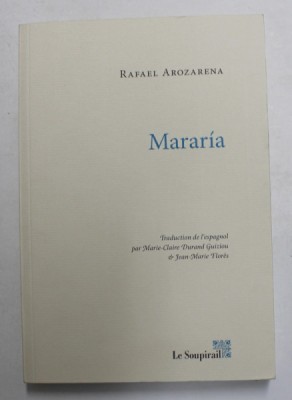 Rafael Arozarena
Mararía
Traduction de l'espagnol
par Marie-Claire Durand Guiziou
& Jean-Marie Florès
Le Soupirail